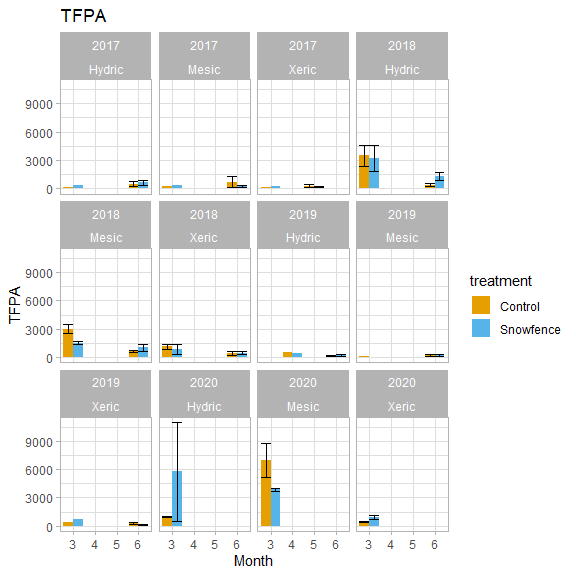 TFPA
2017 2017 2017 2018
Hydric Mesic Xeric Hydric
9000
6000
3000
0
2018 2018 2019 2019
Mesic Xeric Hydric Mesic
9000
6000
3000
0
TFPA
treatment
Control
Snowfence
2019 2020 2020 2020
Xeric Hydric Mesic Xeric
9000
6000
3000
0
3 4 5 6 3 4 5 6 3 4 5 6 3 4 5 6
Month